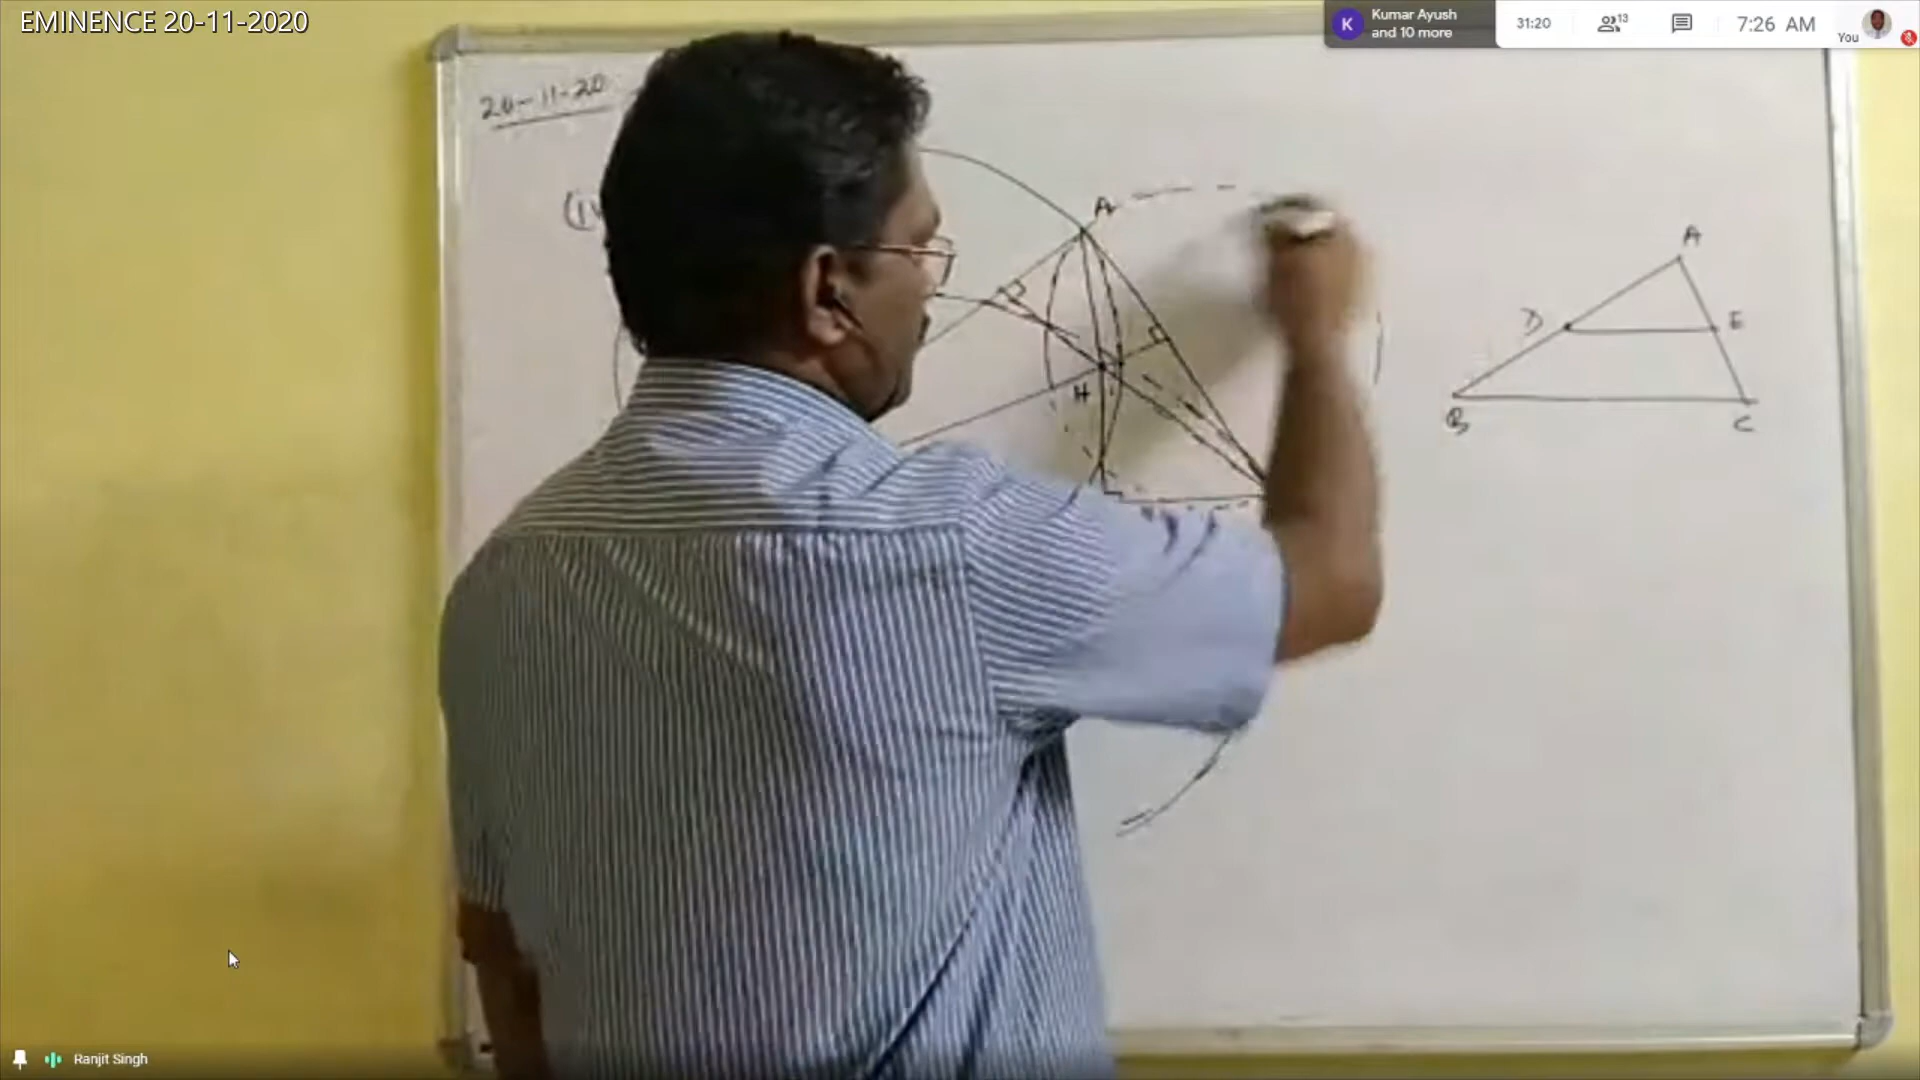 EMINENCE 20-11-2020
Kumar Ayush
and 10 more
31:20
13
7:26 AM
You
K
20-11-20
(iv
A
H
A
D
E
B
C
Ranjit Singh